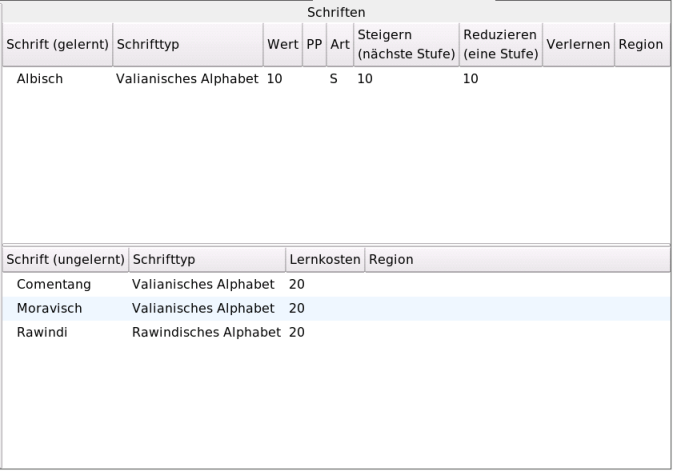 Schriften
Schrift (gelernt) Schrifttyp Wert PP Art Steigern (nächste Stufe) Reduzieren (eine Stufe) Verlernen Region
Albisch Valianisches Alphabet 10 S 10 10
Schrift (ungelernt) Schrifttyp Lernkosten Region
Comentang Valianisches Alphabet 20
Moravisch Valianisches Alphabet 20
Rawindi Rawindisches Alphabet 20